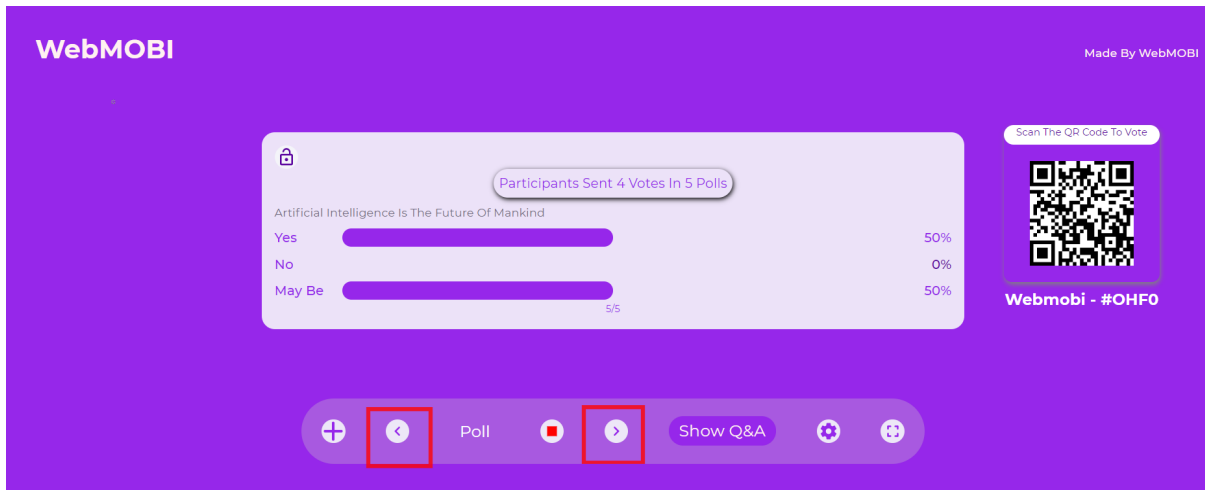 WebMOBI
Made By WebMOBI
Scan The QR Code To Vote
Participants Sent 4 Votes In 5 Polls
Artificial Intelligence Is The Future Of Mankind
Yes 50%
No 0%
May Be 50%
5/5
Webmobi - #OHF0
Poll Show Q&A